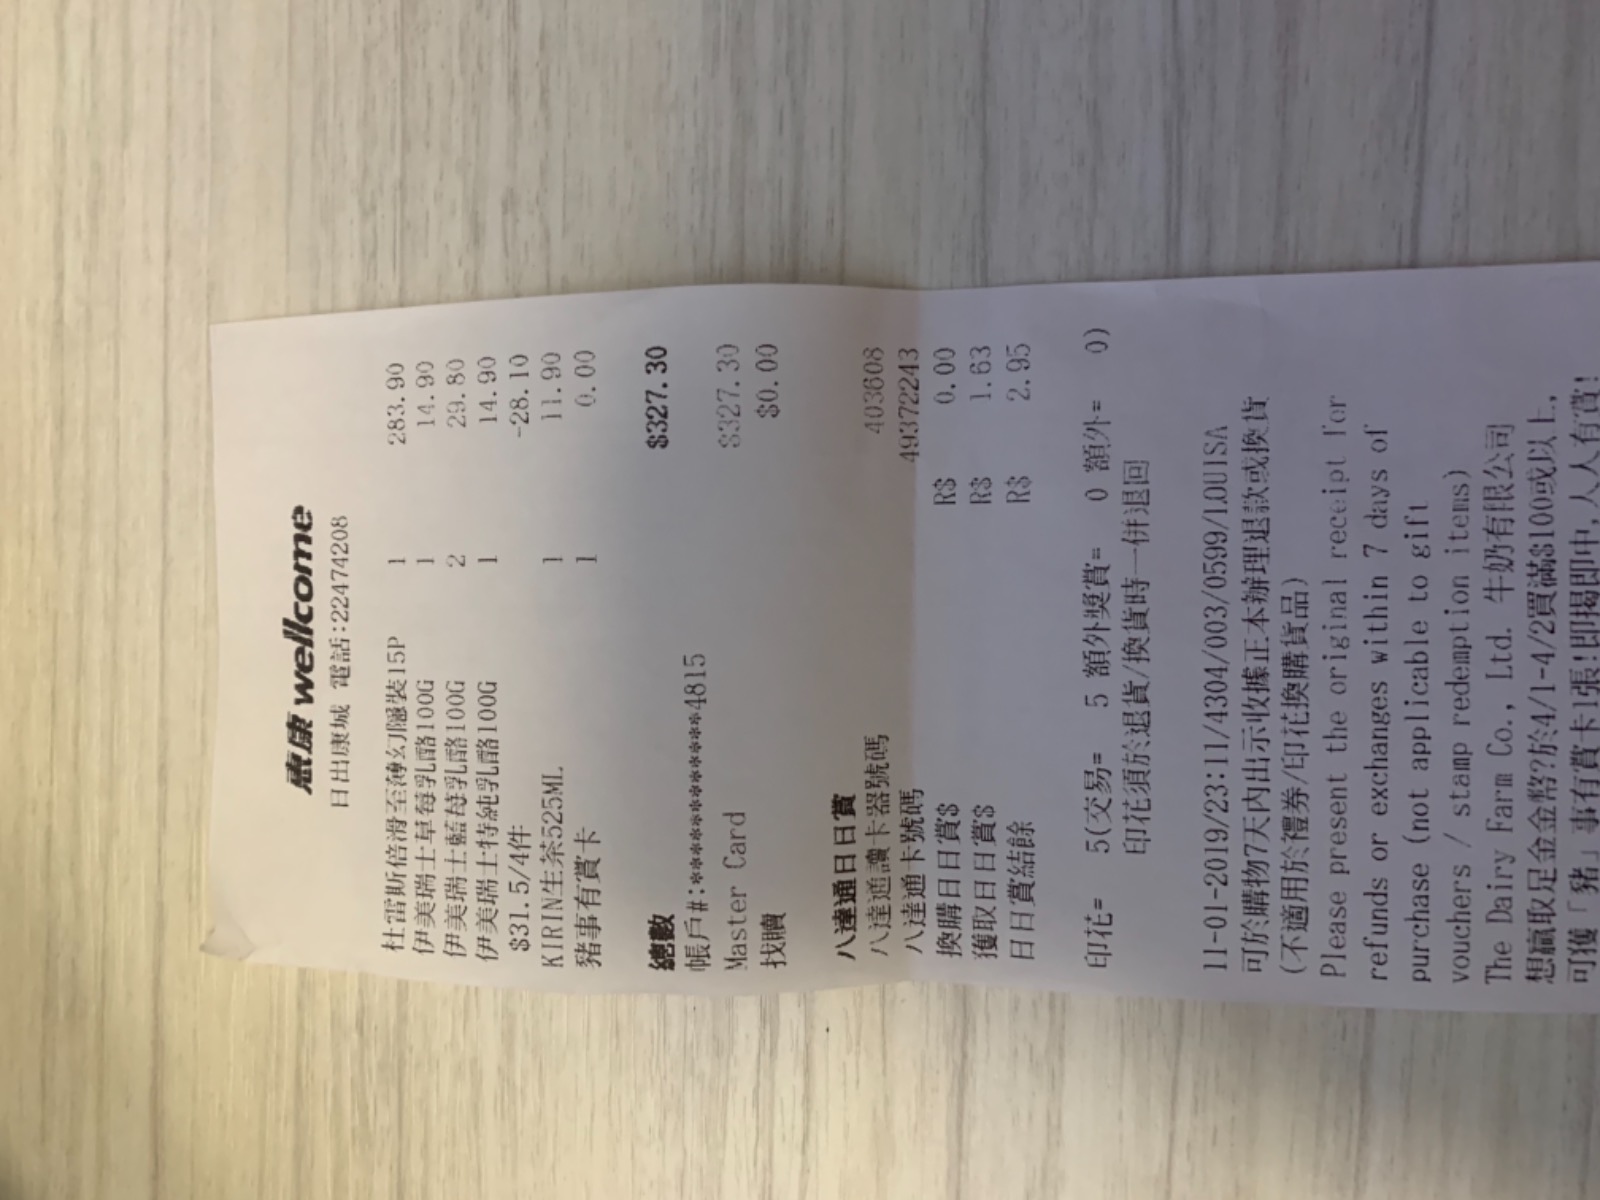 惠康 wellcome
日出康城 電話:22474208
杜雷斯倍滑至薄幻隱裝15P 1 283.90
伊美瑞士草莓乳酪100G 1 14.90
伊美瑞士藍莓乳酪100G 2 29.80
伊美瑞士特純乳酪100G 1 14.90
$31.5/4件 -28.10
KIRIN生茶525ML 1 11.90
豬事有賞卡 1 0.00
總數 $327.30
帳戶#:************4815
Master Card $327.30
找贖 $0.00
八達通日日賞
八達通讀卡器號碼 403608
八達通卡號碼 49372243
換購日日賞$ R$ 0.00
獲取日日賞$ R$ 1.63
日日賞結餘 R$ 2.95
印花= 5(交易= 5 額外獎賞= 0 額外= 0)
印花須於退貨/換貨時一併退回
11-01-2019/23:11/4304/003/0599/LOUISA
可於購物7天內出示收據正本辦理退款或換貨
(不適用於禮券/印花換購貨品)
Please present the original receipt for
refunds or exchanges within 7 days of
purchase (not applicable to gift
vouchers / stamp redemption items)
The Dairy Farm Co., Ltd. 牛奶有限公司
想贏取足金金幣?於4/1-4/2買滿$100或以上,
可獲「豬」事有賞卡1張!即揭即中,人人有賞!